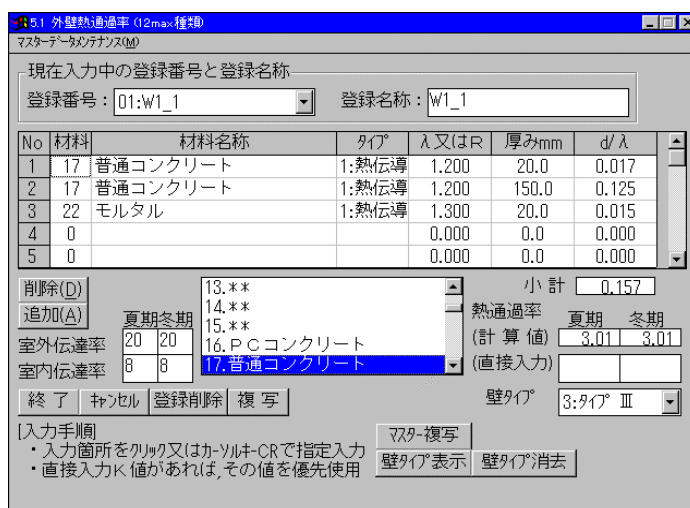 5.1 外壁熱通過率 (12max種類)
マスターデータメンテナンス(M)
現在入力中の登録番号と登録名称
登録番号： 01:W1_1 登録名称： W1_1
No 材料 材料名称 タイプ λ又はR 厚みmm d/λ
1 17 普通コンクリート 1:熱伝導 1.200 20.0 0.017
2 17 普通コンクリート 1:熱伝導 1.200 150.0 0.125
3 22 モルタル 1:熱伝導 1.300 20.0 0.015
4 0 0.000 0.0 0.000
5 0 0.000 0.0 0.000
削除(D) 13.** 小 計 0.157
追加(A) 14.** 熱通過率
夏期 冬期 15.** 夏期 冬期
室外伝達率 20 20 16.ＰＣコンクリート (計 算 値) 3.01 3.01
室内伝達率 8 8 17.普通コンクリート (直接入力)
終 了 キャンセル 登録削除 複 写 壁タイプ 3:タイプ Ⅲ
[入力手順] マスター複写
・入力箇所をクリック又はカーソルキーCRで指定入力
・直接入力Ｋ値があれば,その値を優先使用 壁タイプ表示 壁タイプ消去